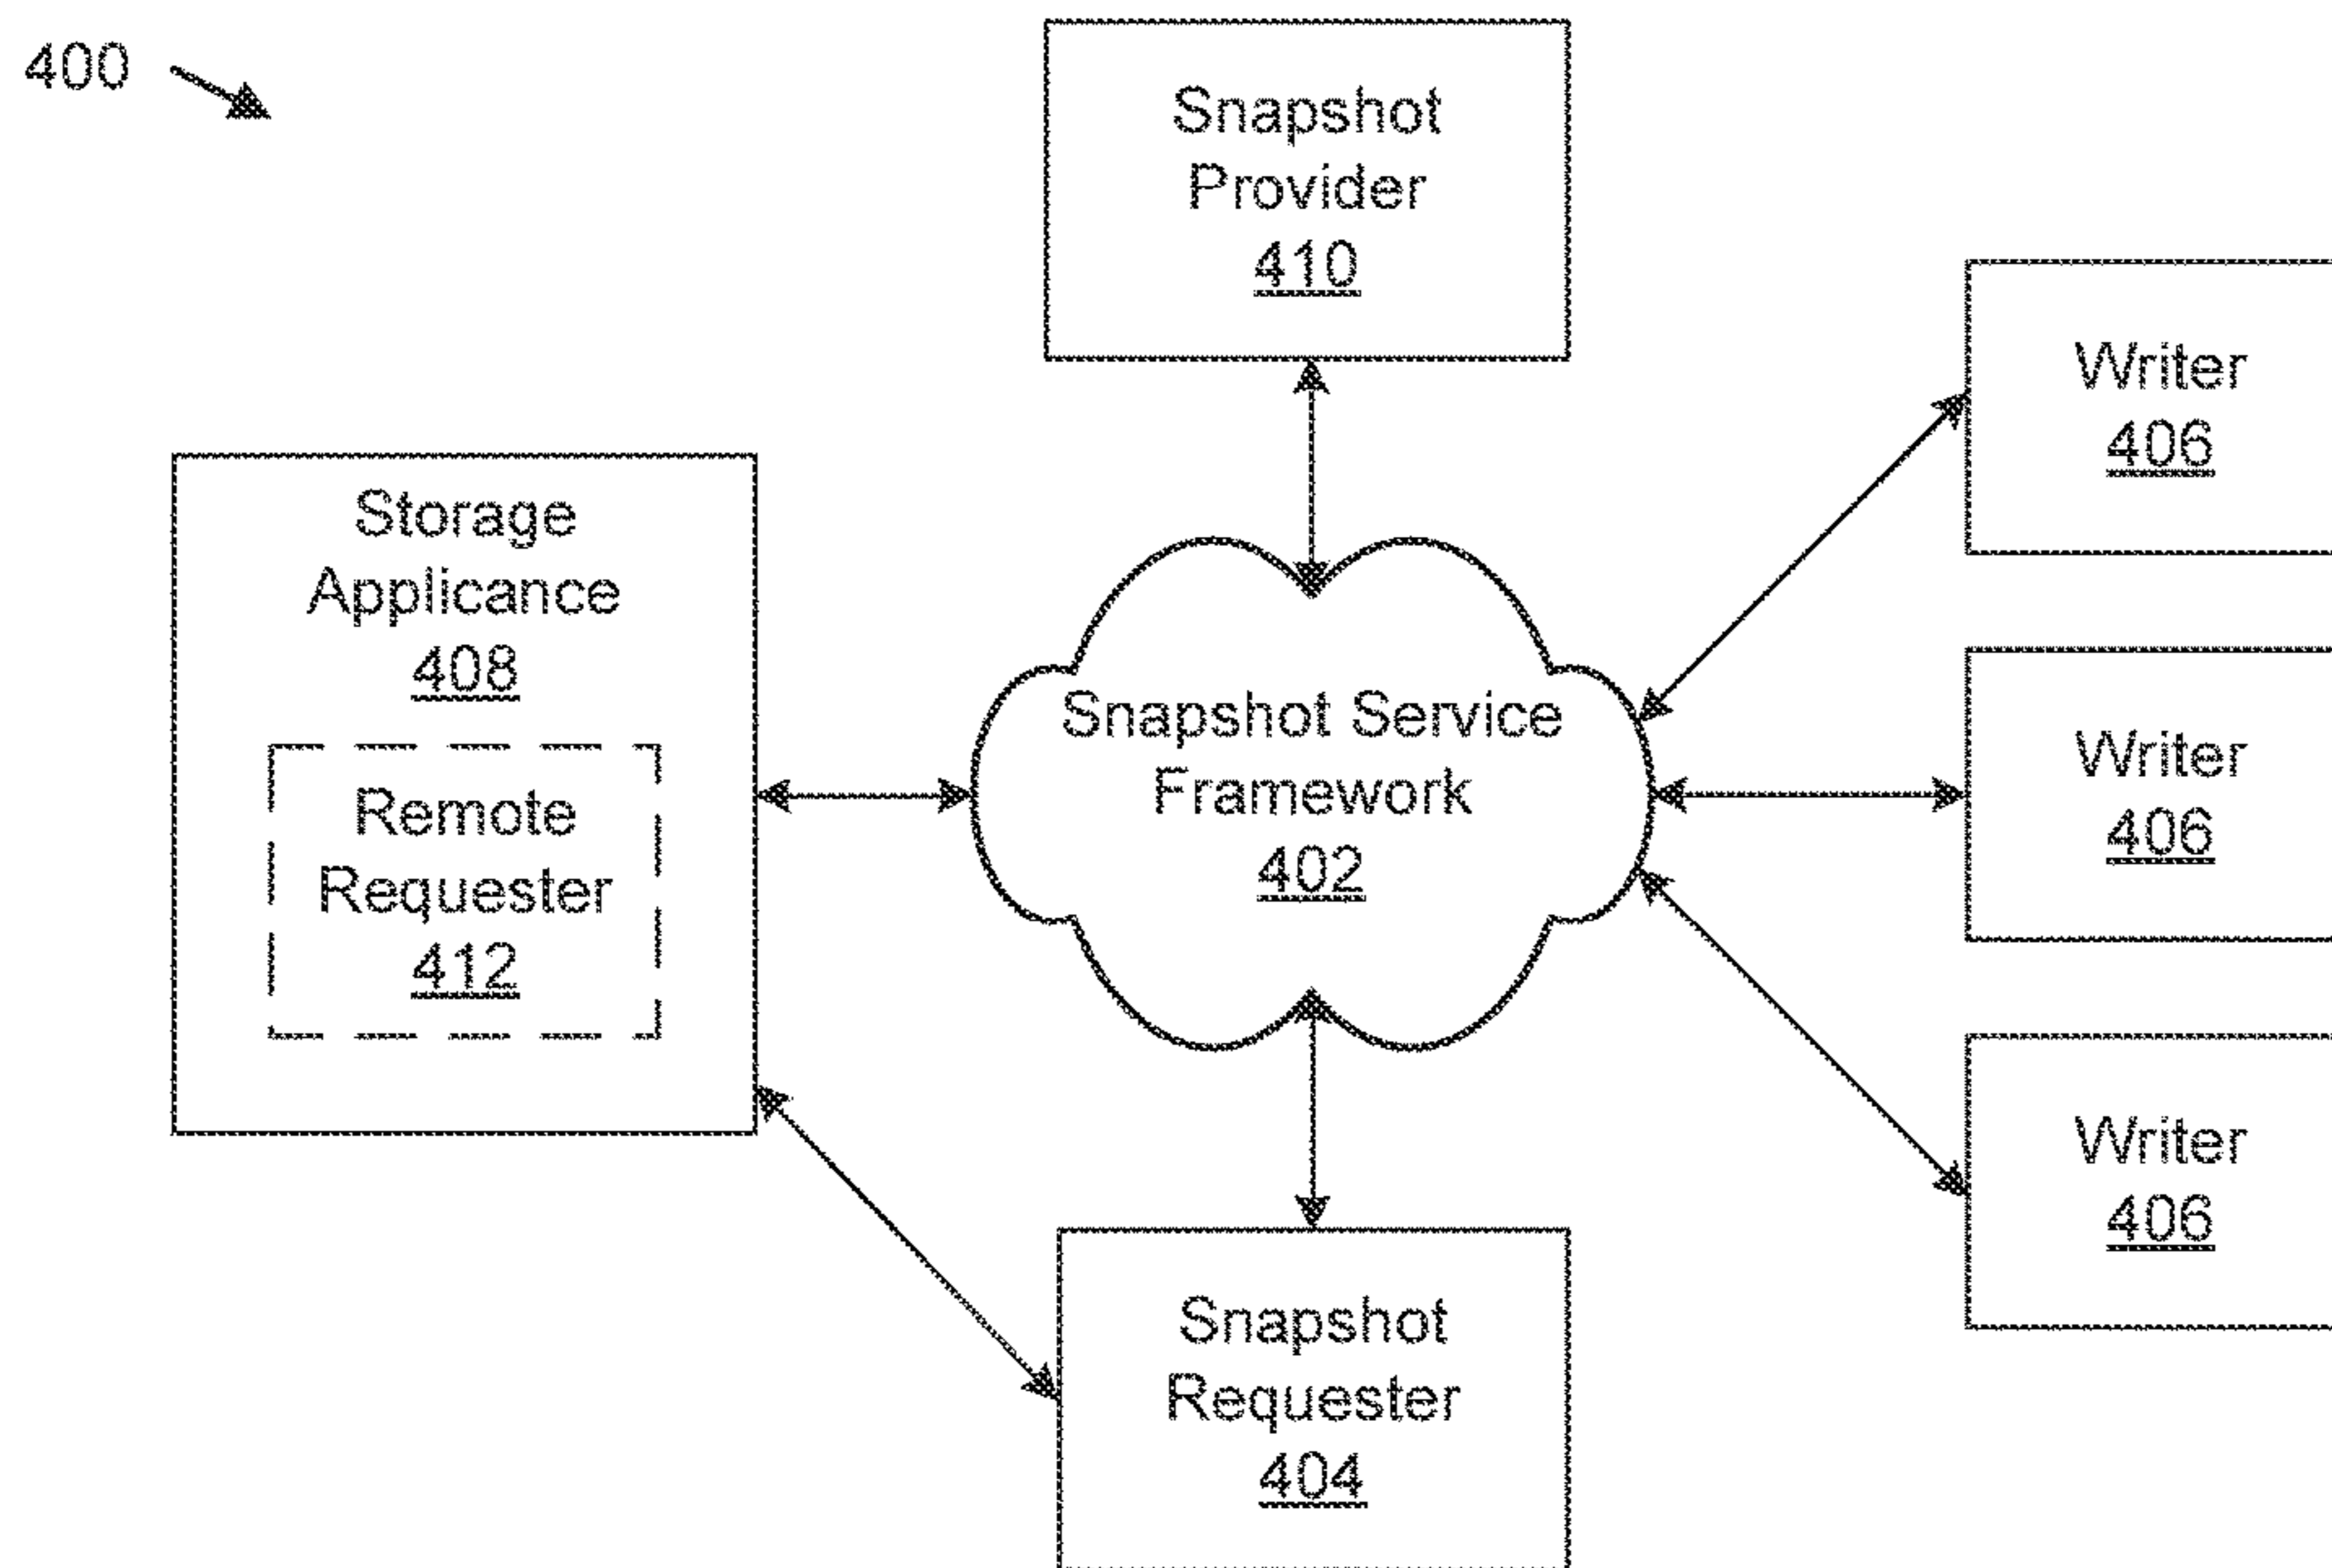 400
Snapshot
Provider
410
Writer
406
Storage
Applicance
408
Snapshot Service
Framework
402
Writer
406
Remote
Requester
412
Writer
406
Snapshot
Requester
404